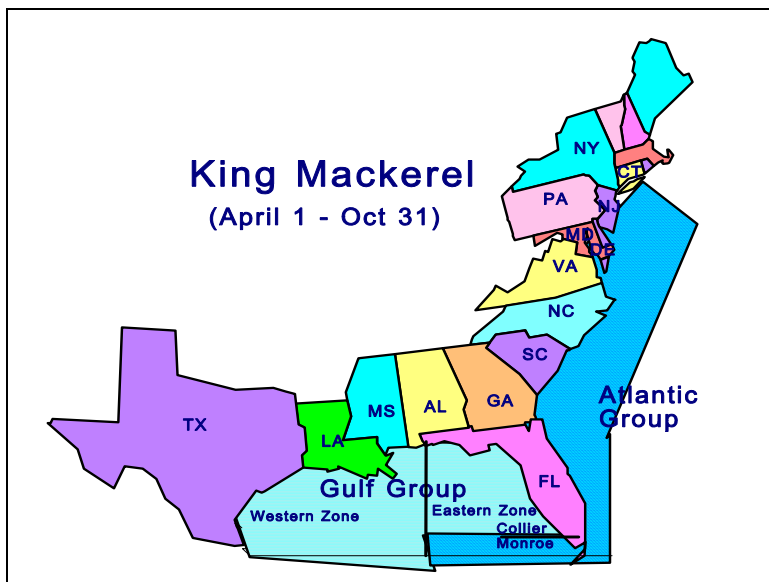 King Mackerel
(April 1 - Oct 31)
NY
CT
PA
NJ
MD
DE
VA
NC
SC
Atlantic
Group
TX
LA
MS
AL
GA
FL
Gulf Group
Western Zone
Eastern Zone
Collier
Monroe